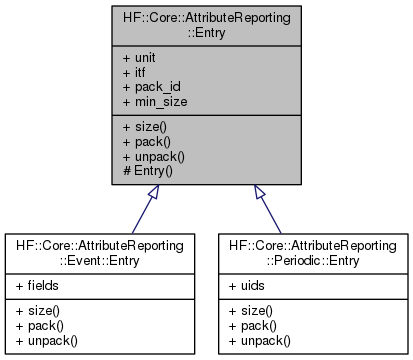 HF::Core::AttributeReporting
::Entry
+ unit
+ itf
+ pack_id
+ min_size
+ size()
+ pack()
+ unpack()
# Entry()
HF::Core::AttributeReporting
::Event::Entry
+ fields
+ size()
+ pack()
+ unpack()
HF::Core::AttributeReporting
::Periodic::Entry
+ uids
+ size()
+ pack()
+ unpack()